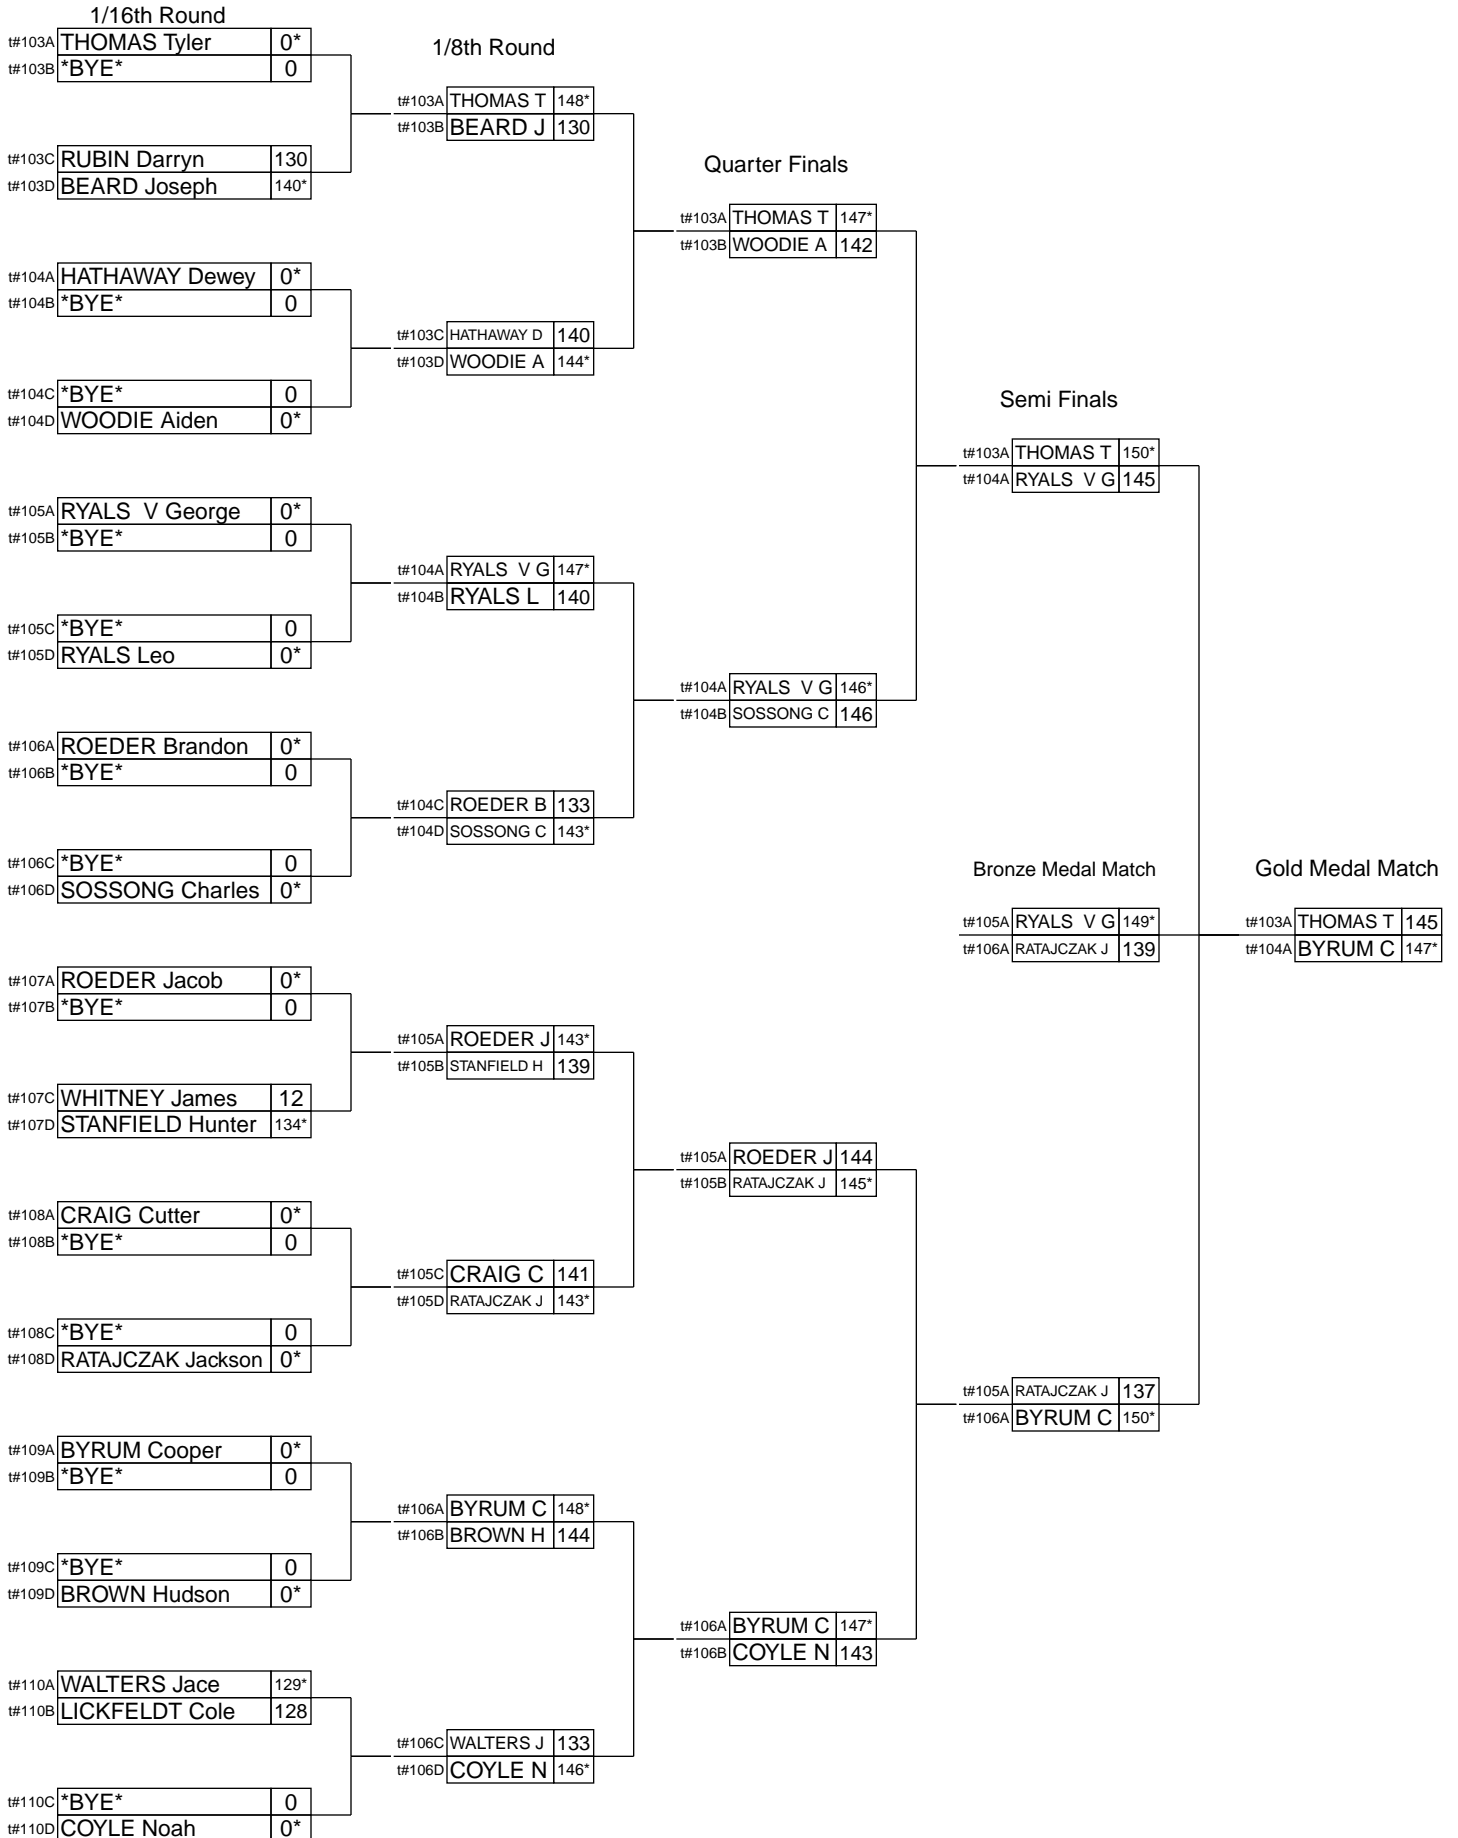 1/16th Round
t#103A THOMAS Tyler 0*
t#103B *BYE* 0
t#103C RUBIN Darryn 130
t#103D BEARD Joseph 140*
t#104A HATHAWAY Dewey 0*
t#104B *BYE* 0
t#104C *BYE* 0
t#104D WOODIE Aiden 0*
t#105A RYALS V George 0*
t#105B *BYE* 0
t#105C *BYE* 0
t#105D RYALS Leo 0*
t#106A ROEDER Brandon 0*
t#106B *BYE* 0
t#106C *BYE* 0
t#106D SOSSONG Charles 0*
t#107A ROEDER Jacob 0*
t#107B *BYE* 0
t#107C WHITNEY James 12
t#107D STANFIELD Hunter 134*
t#108A CRAIG Cutter 0*
t#108B *BYE* 0
t#108C *BYE* 0
t#108D RATAJCZAK Jackson 0*
t#109A BYRUM Cooper 0*
t#109B *BYE* 0
t#109C *BYE* 0
t#109D BROWN Hudson 0*
t#110A WALTERS Jace 129*
t#110B LICKFELDT Cole 128
t#110C *BYE* 0
t#110D COYLE Noah 0*
1/8th Round
t#103A THOMAS T 148*
t#103B BEARD J 130
t#103C HATHAWAY D 140
t#103D WOODIE A 144*
t#104A RYALS V G 147*
t#104B RYALS L 140
t#104C ROEDER B 133
t#104D SOSSONG C 143*
t#105A ROEDER J 143*
t#105B STANFIELD H 139
t#105C CRAIG C 141
t#105D RATAJCZAK J 143*
t#106A BYRUM C 148*
t#106B BROWN H 144
t#106C WALTERS J 133
t#106D COYLE N 146*
Quarter Finals
t#103A THOMAS T 147*
t#103B WOODIE A 142
t#104A RYALS V G 146*
t#104B SOSSONG C 146
t#105A ROEDER J 144
t#105B RATAJCZAK J 145*
t#106A BYRUM C 147*
t#106B COYLE N 143
Semi Finals
t#103A THOMAS T 150*
t#104A RYALS V G 145
t#105A RATAJCZAK J 137
t#106A BYRUM C 150*
Bronze Medal Match
t#105A RYALS V G 149*
t#106A RATAJCZAK J 139
Gold Medal Match
t#103A THOMAS T 145
t#104A BYRUM C 147*